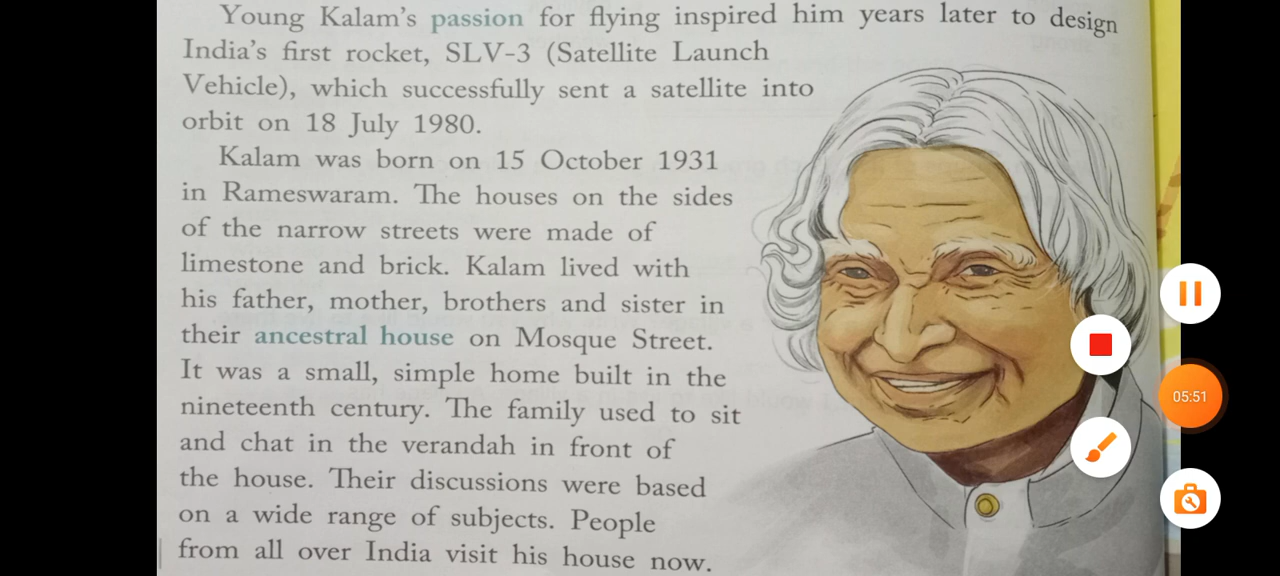 Young Kalam's passion for flying inspired him years later to design
India's first rocket, SLV-3 (Satellite Launch
Vehicle), which successfully sent a satellite into
orbit on 18 July 1980.
Kalam was born on 15 October 1931
in Rameswaram. The houses on the sides
of the narrow streets were made of
limestone and brick. Kalam lived with
his father, mother, brothers and sister in
their ancestral house on Mosque Street.
It was a small, simple home built in the
nineteenth century. The family used to sit
and chat in the verandah in front of
the house. Their discussions were based
on a wide range of subjects. People
from all over India visit his house now.
05:51